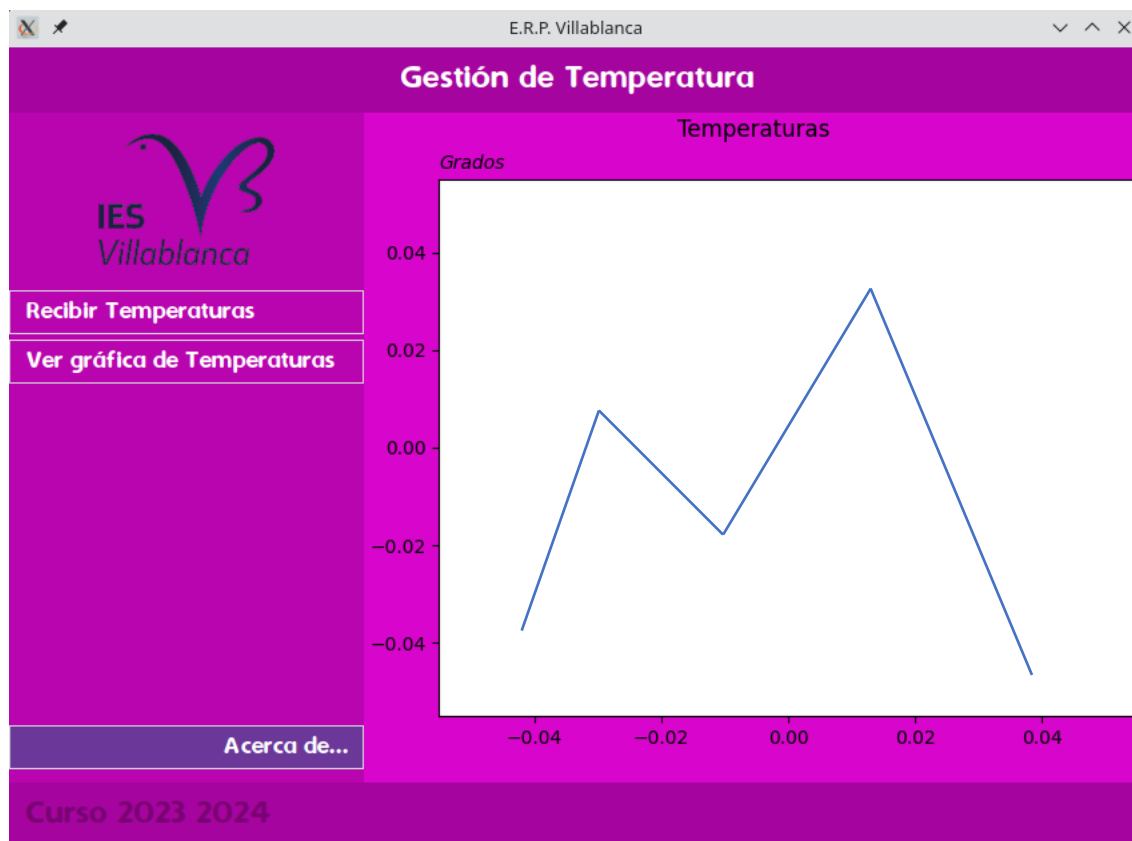 E.R.P. Villablanca
Gestión de Temperatura
IES
Villablanca
Recibir Temperaturas
Ver gráfica de Temperaturas
Acerca de...
Temperaturas
Grados
0.04
0.02
0.00
−0.02
−0.04
−0.04 −0.02 0.00 0.02 0.04
Curso 2023 2024